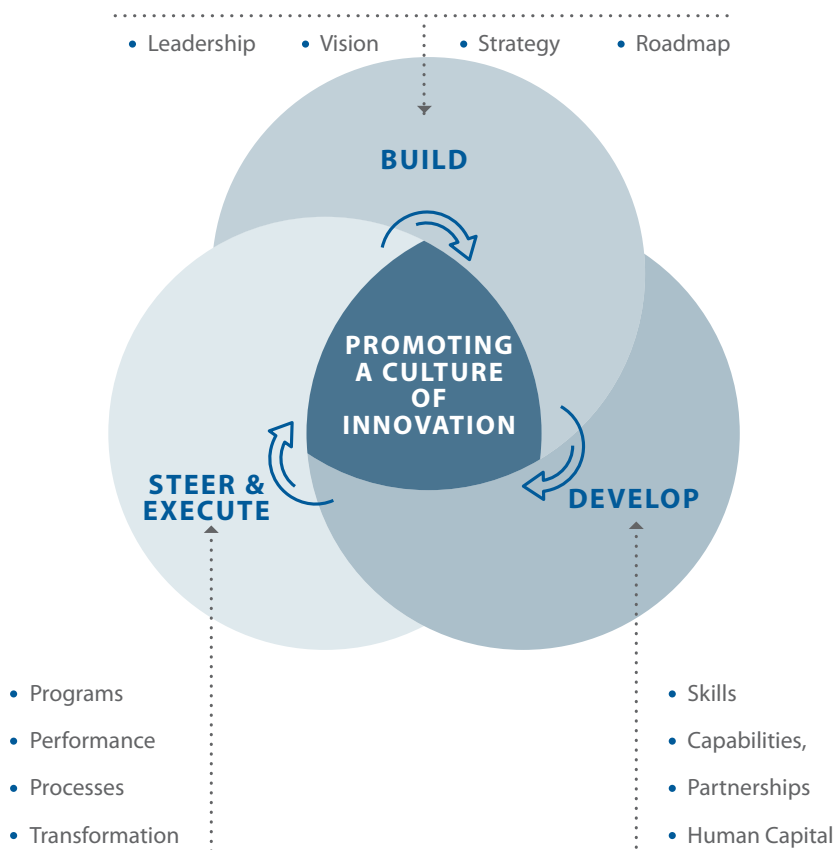 • Leadership • Vision • Strategy • Roadmap
BUILD
PROMOTING
A CULTURE
OF
INNOVATION
STEER &
EXECUTE
DEVELOP
• Programs
• Performance
• Processes
• Transformation
• Skills
• Capabilities,
• Partnerships
• Human Capital